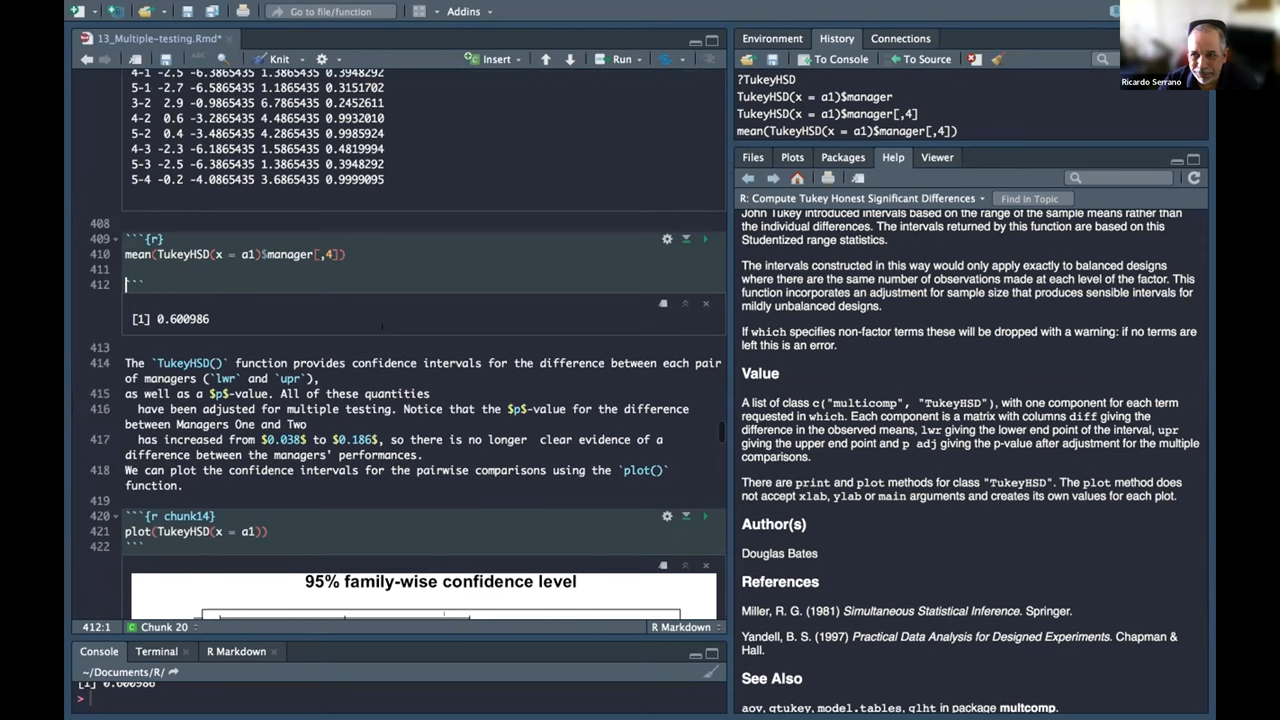 Go to file/function
Addins
13_Multiple-testing.Rmd*
Knit
Insert
Run
4-1 -2.5 -6.3865435 1.3865435 0.3948292
5-1 -2.7 -6.5865435 1.1865435 0.3151702
3-2 2.9 -0.9865435 6.7865435 0.2452611
4-2 0.6 -3.2865435 4.4865435 0.9932010
5-2 0.4 -3.4865435 4.2865435 0.9985924
4-3 -2.3 -6.1865435 1.5865435 0.4819994
5-3 -2.5 -6.3865435 1.3865435 0.3948292
5-4 -0.2 -4.0865435 3.6865435 0.9999095
408
409 ```{r}
410 mean(TukeyHSD(x = a1)$manager[,4])
411
412 ```
[1] 0.600986
413
414 The `TukeyHSD()` function provides confidence intervals for the difference between each pair
of managers (`lwr` and `upr`),
415 as well as a $p$-value. All of these quantities
416 have been adjusted for multiple testing. Notice that the $p$-value for the difference
between Managers One and Two
417 has increased from $0.038$ to $0.186$, so there is no longer clear evidence of a
difference between the managers' performances.
418 We can plot the confidence intervals for the pairwise comparisons using the `plot()`
function.
419
420 ```{r chunk14}
421 plot(TukeyHSD(x = a1))
422 ```
95% family-wise confidence level
412:1 Chunk 20 R Markdown
Console Terminal R Markdown
~/Documents/R/
[1] 0.600986
>
Environment History Connections
To Console To Source
?TukeyHSD
TukeyHSD(x = a1)$manager
TukeyHSD(x = a1)$manager[,4]
mean(TukeyHSD(x = a1)$manager[,4])
Files Plots Packages Help Viewer
R: Compute Tukey Honest Significant Differences Find in Topic
John Tukey introduced intervals based on the range of the sample means rather than
the individual differences. The intervals returned by this function are based on this
Studentized range statistics.
The intervals constructed in this way would only apply exactly to balanced designs
where there are the same number of observations made at each level of the factor. This
function incorporates an adjustment for sample size that produces sensible intervals for
mildly unbalanced designs.
If which specifies non-factor terms these will be dropped with a warning: if no terms are
left this is an error.
Value
A list of class c("multicomp", "TukeyHSD"), with one component for each term
requested in which. Each component is a matrix with columns diff giving the
difference in the observed means, lwr giving the lower end point of the interval, upr
giving the upper end point and p adj giving the p-value after adjustment for the multiple
comparisons.
There are print and plot methods for class "TukeyHSD". The plot method does
not accept xlab, ylab or main arguments and creates its own values for each plot.
Author(s)
Douglas Bates
References
Miller, R. G. (1981) Simultaneous Statistical Inference. Springer.
Yandell, B. S. (1997) Practical Data Analysis for Designed Experiments. Chapman &
Hall.
See Also
aov, qtukey, model.tables, glht in package multcomp.
Ricardo Serrano